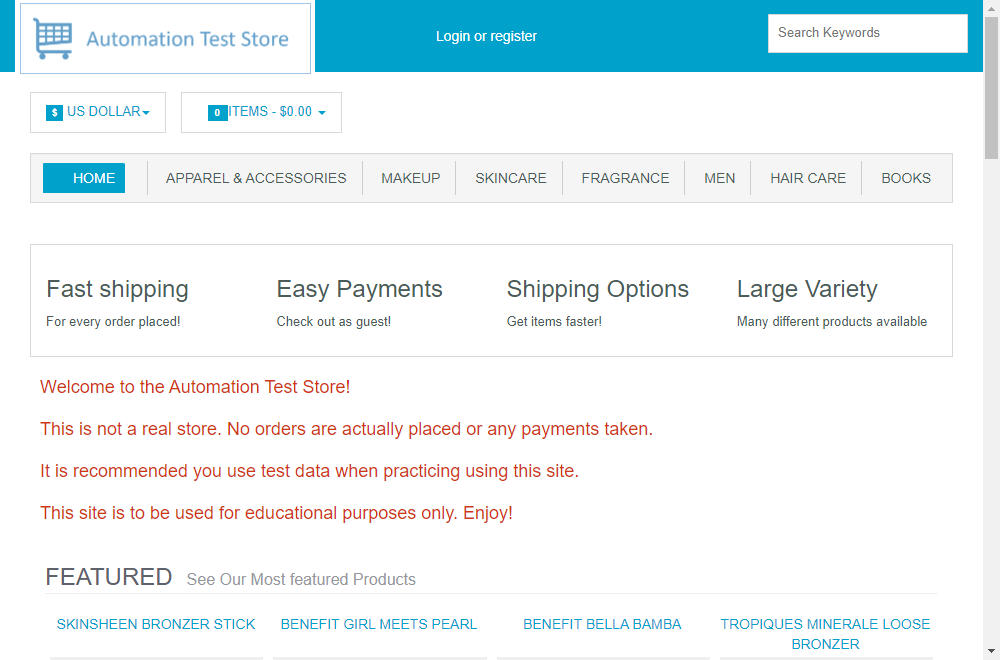 Automation Test Store
Login or register
Search Keywords
$ US DOLLAR
0 ITEMS - $0.00
HOME APPAREL & ACCESSORIES MAKEUP SKINCARE FRAGRANCE MEN HAIR CARE BOOKS
Fast shipping
For every order placed!
Easy Payments
Check out as guest!
Shipping Options
Get items faster!
Large Variety
Many different products available
Welcome to the Automation Test Store!
This is not a real store. No orders are actually placed or any payments taken.
It is recommended you use test data when practicing using this site.
This site is to be used for educational purposes only. Enjoy!
FEATURED See Our Most featured Products
SKINSHEEN BRONZER STICK
BENEFIT GIRL MEETS PEARL
BENEFIT BELLA BAMBA
TROPIQUES MINERALE LOOSE
BRONZER